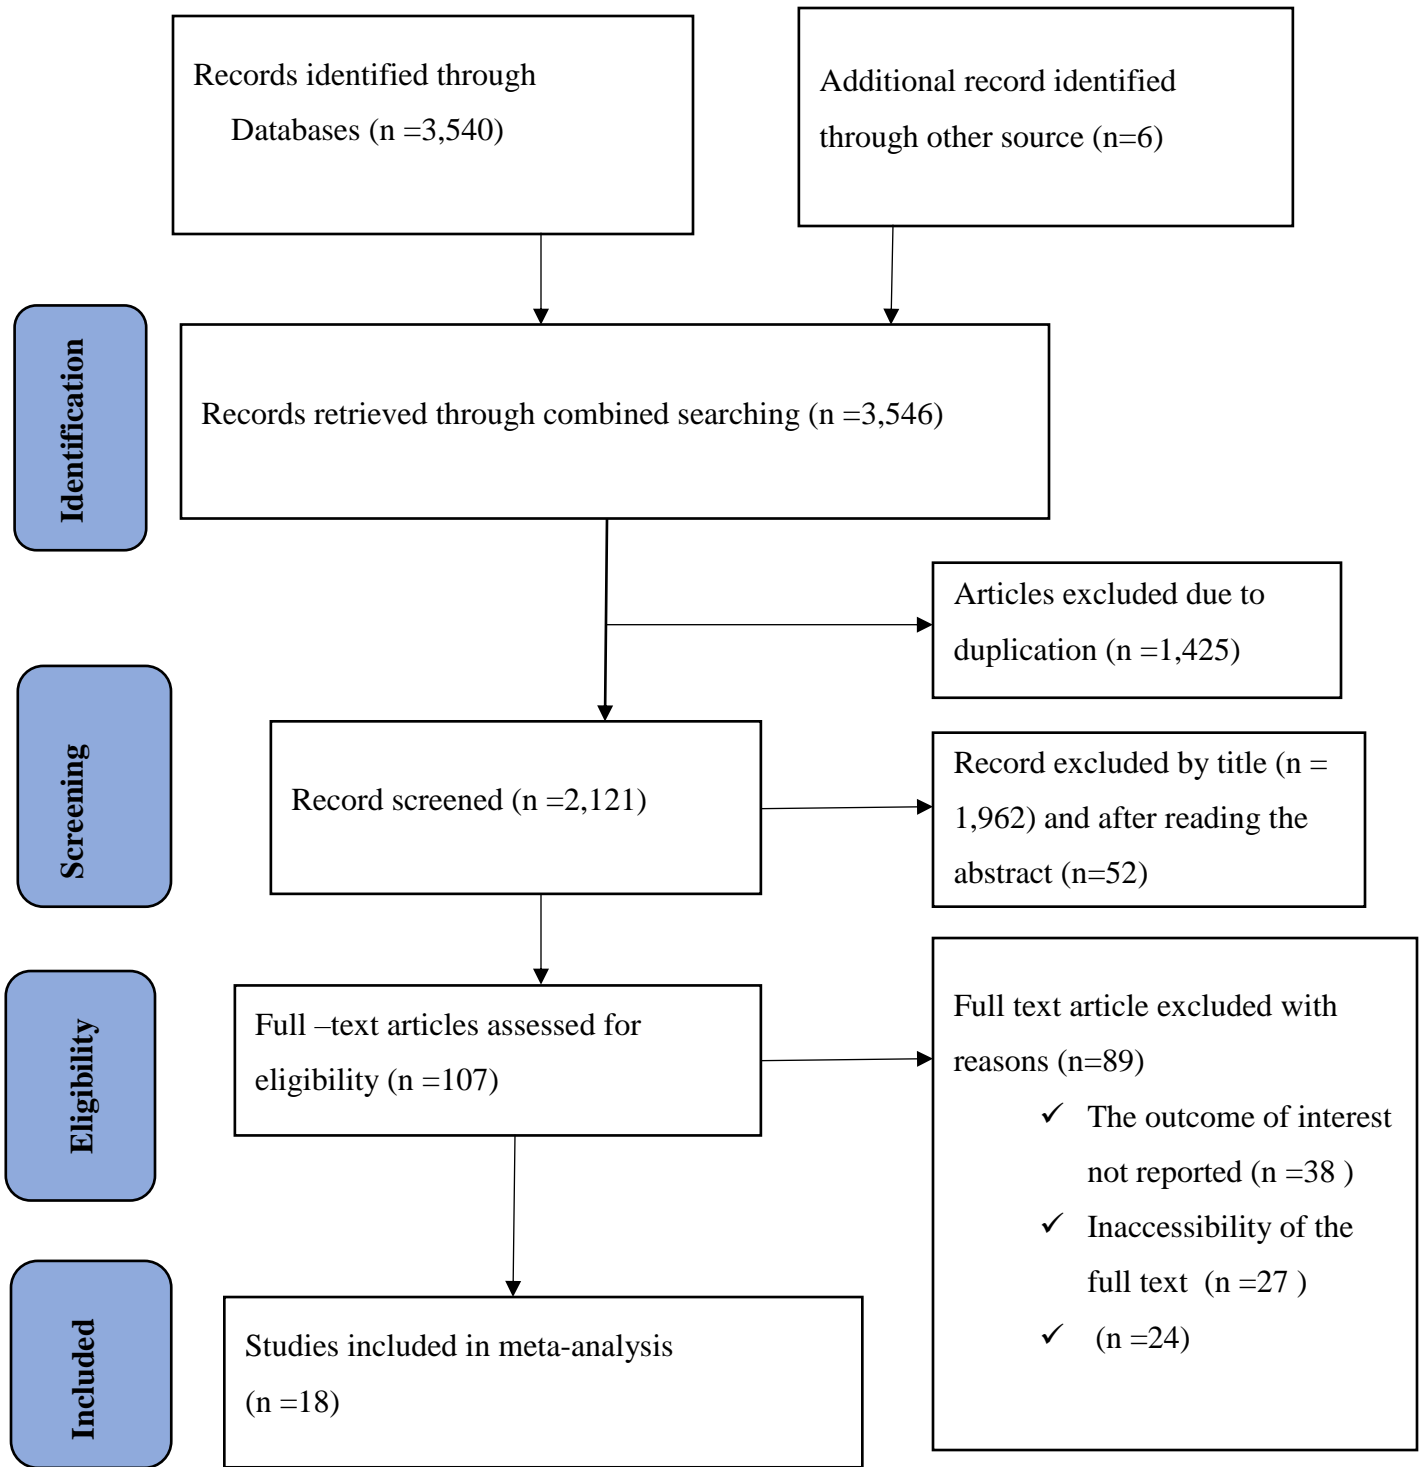 Records identified through
Databases (n =3,540)
Additional record identified
through other source (n=6)
Identification
Records retrieved through combined searching (n =3,546)
Articles excluded due to
duplication (n =1,425)
Screening
Record screened (n =2,121)
Record excluded by title (n =
1,962) and after reading the
abstract (n=52)
Eligibility
Full –text articles assessed for
eligibility (n =107)
Full text article excluded with
reasons (n=89)
✓ The outcome of interest
not reported (n =38 )
✓ Inaccessibility of the
full text (n =27 )
✓ (n =24)
Included
Studies included in meta-analysis
(n =18)